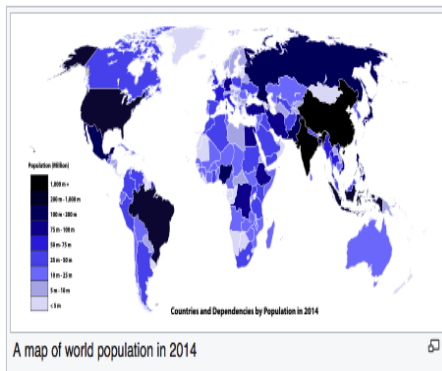 Population (Million)
1,000 m +
200 m - 1,000 m
100 m - 200 m
75 m - 100 m
50 m - 75 m
25 m - 50 m
10 m - 25 m
5 m - 10 m
< 5 m
Countries and Dependencies by Population in 2014
A map of world population in 2014